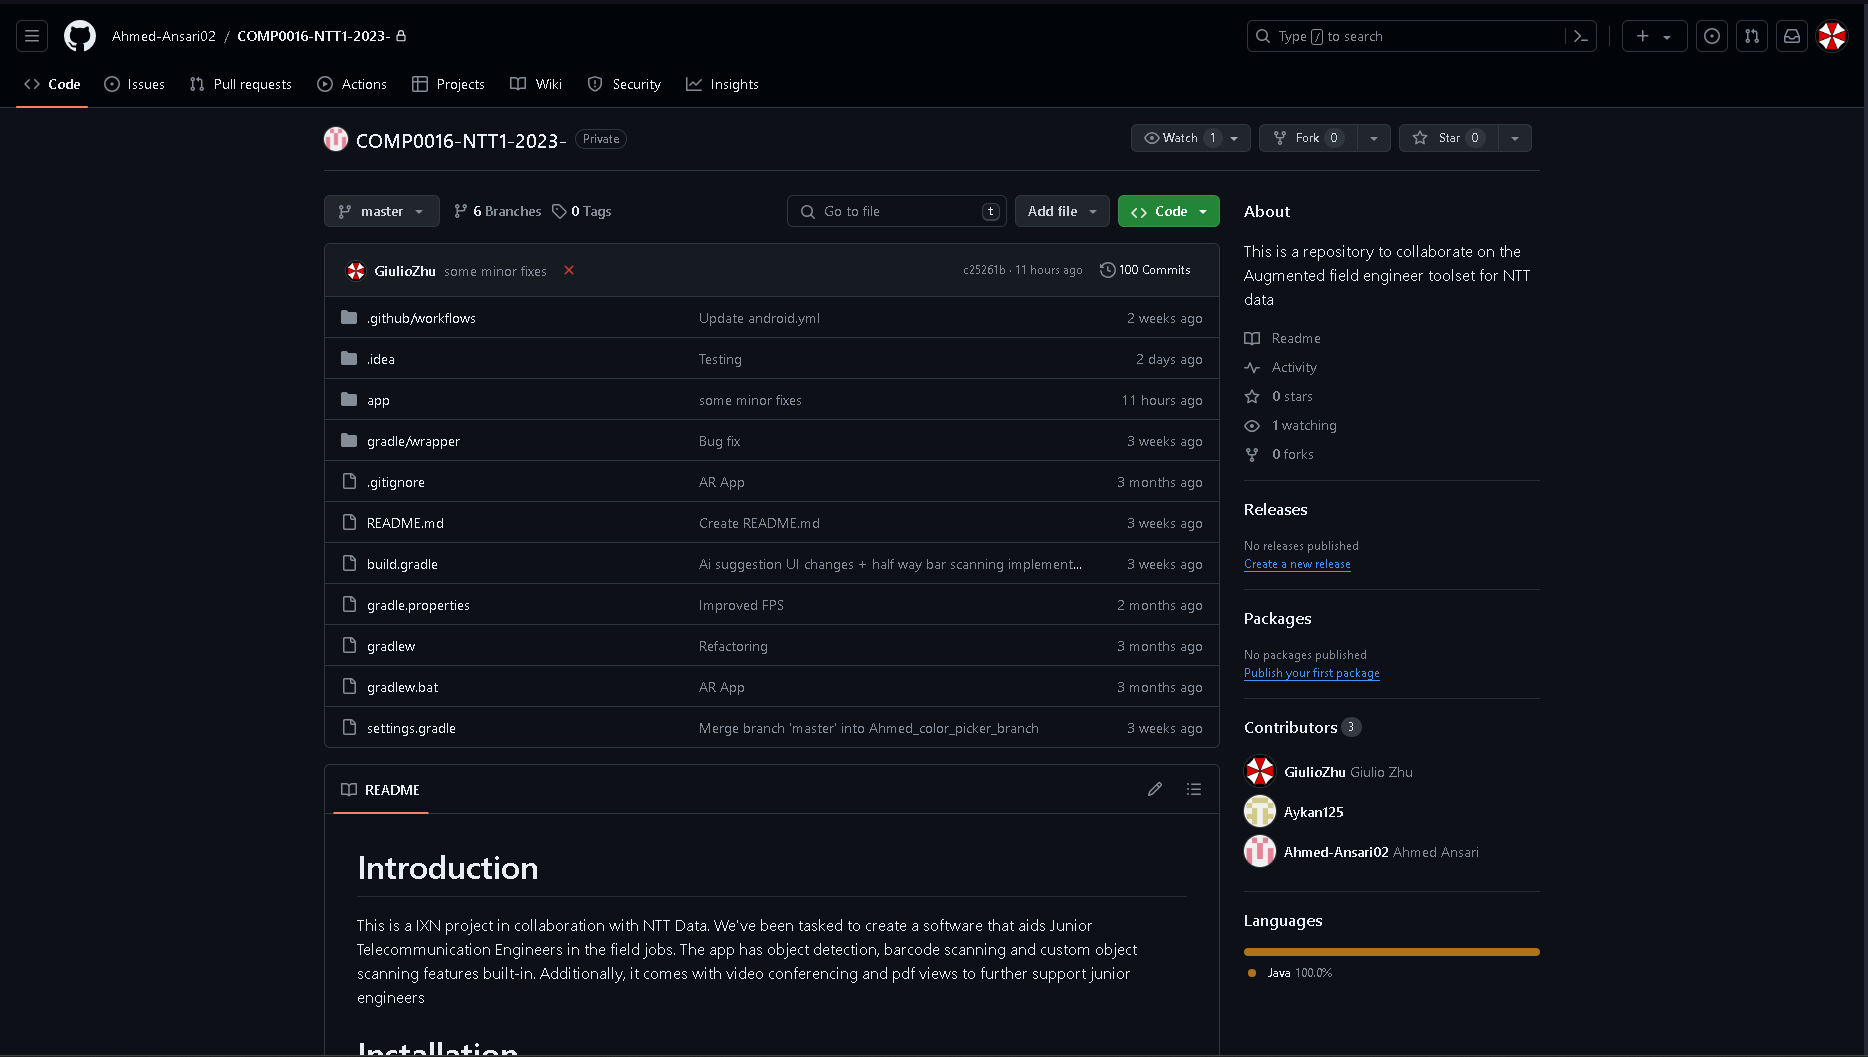 Ahmed-Ansari02 / COMP0016-NTT1-2023-
Type / to search
Code Issues Pull requests Actions Projects Wiki Security Insights
COMP0016-NTT1-2023- Private
Watch 1 Fork 0 Star 0
master 6 Branches 0 Tags Go to file t Add file Code
GiulioZhu some minor fixes c25261b · 11 hours ago 100 Commits
.github/workflows Update android.yml 2 weeks ago
.idea Testing 2 days ago
app some minor fixes 11 hours ago
gradle/wrapper Bug fix 3 weeks ago
.gitignore AR App 3 months ago
README.md Create README.md 3 weeks ago
build.gradle Ai suggestion UI changes + half way bar scanning implement... 3 weeks ago
gradle.properties Improved FPS 2 months ago
gradlew Refactoring 3 months ago
gradlew.bat AR App 3 months ago
settings.gradle Merge branch 'master' into Ahmed_color_picker_branch 3 weeks ago
README
Introduction
This is a IXN project in collaboration with NTT Data. We've been tasked to create a software that aids Junior
Telecommunication Engineers in the field jobs. The app has object detection, barcode scanning and custom object
scanning features built-in. Additionally, it comes with video conferencing and pdf views to further support junior
engineers
Installation
About
This is a repository to collaborate on the
Augmented field engineer toolset for NTT
data
Readme
Activity
0 stars
1 watching
0 forks
Releases
No releases published
Create a new release
Packages
No packages published
Publish your first package
Contributors 3
GiulioZhu Giulio Zhu
Aykan125
Ahmed-Ansari02 Ahmed Ansari
Languages
Java 100.0%